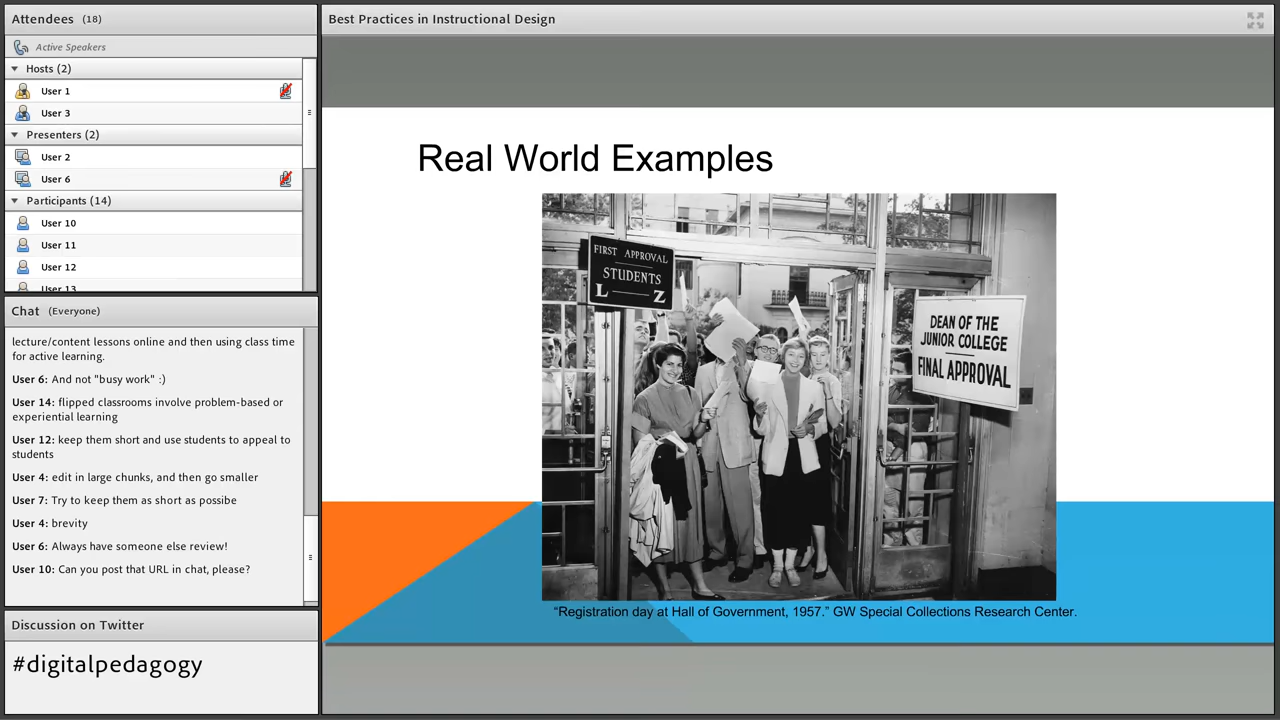 Attendees (18)
Active Speakers
Hosts (2)
User 1
User 3
Presenters (2)
User 2
User 6
Participants (14)
User 10
User 11
User 12
User 13
Chat (Everyone)
lecture/content lessons online and then using class time
for active learning.
User 6: And not "busy work" :)
User 14: flipped classrooms involve problem-based or
experiential learning
User 12: keep them short and use students to appeal to
students
User 4: edit in large chunks, and then go smaller
User 7: Try to keep them as short as possibe
User 4: brevity
User 6: Always have someone else review!
User 10: Can you post that URL in chat, please?
Discussion on Twitter
#digitalpedagogy
Best Practices in Instructional Design
Real World Examples
FIRST APPROVAL
STUDENTS
L Z
DEAN OF THE
JUNIOR COLLEGE
FINAL APPROVAL
“Registration day at Hall of Government, 1957.” GW Special Collections Research Center.